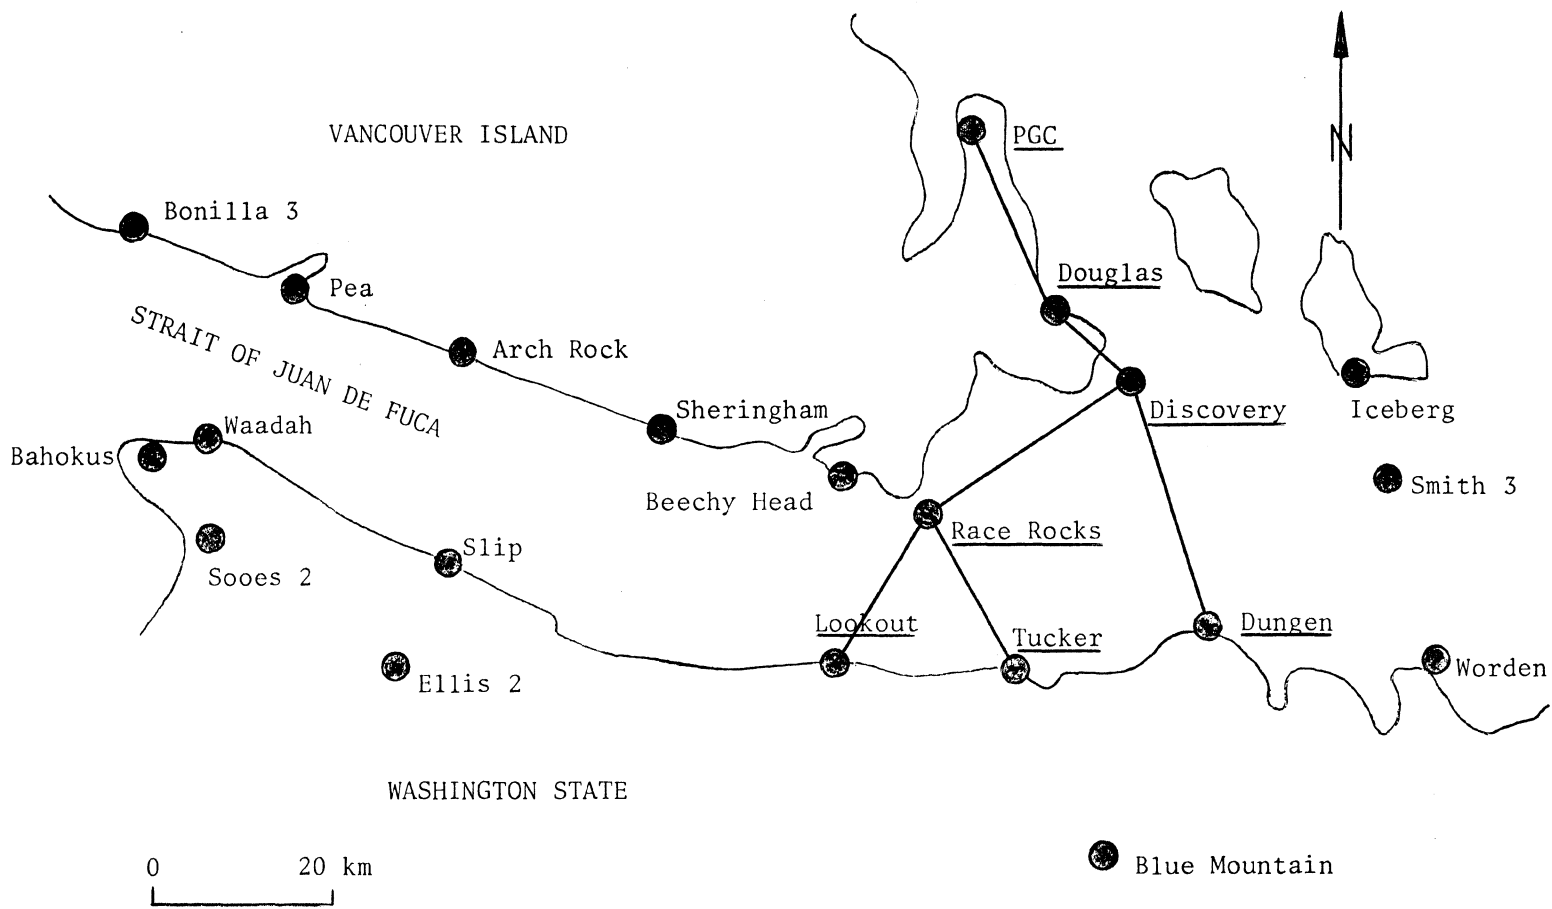 VANCOUVER ISLAND
PGC
N
Bonilla 3
Pea
Douglas
STRAIT OF JUAN DE FUCA
Arch Rock
Sheringham
Discovery
Iceberg
Waadah
Bahokus
Beechy Head
Smith 3
Race Rocks
Slip
Sooes 2
Lookout
Tucker
Dungen
Worden
Ellis 2
WASHINGTON STATE
0 20 km
Blue Mountain